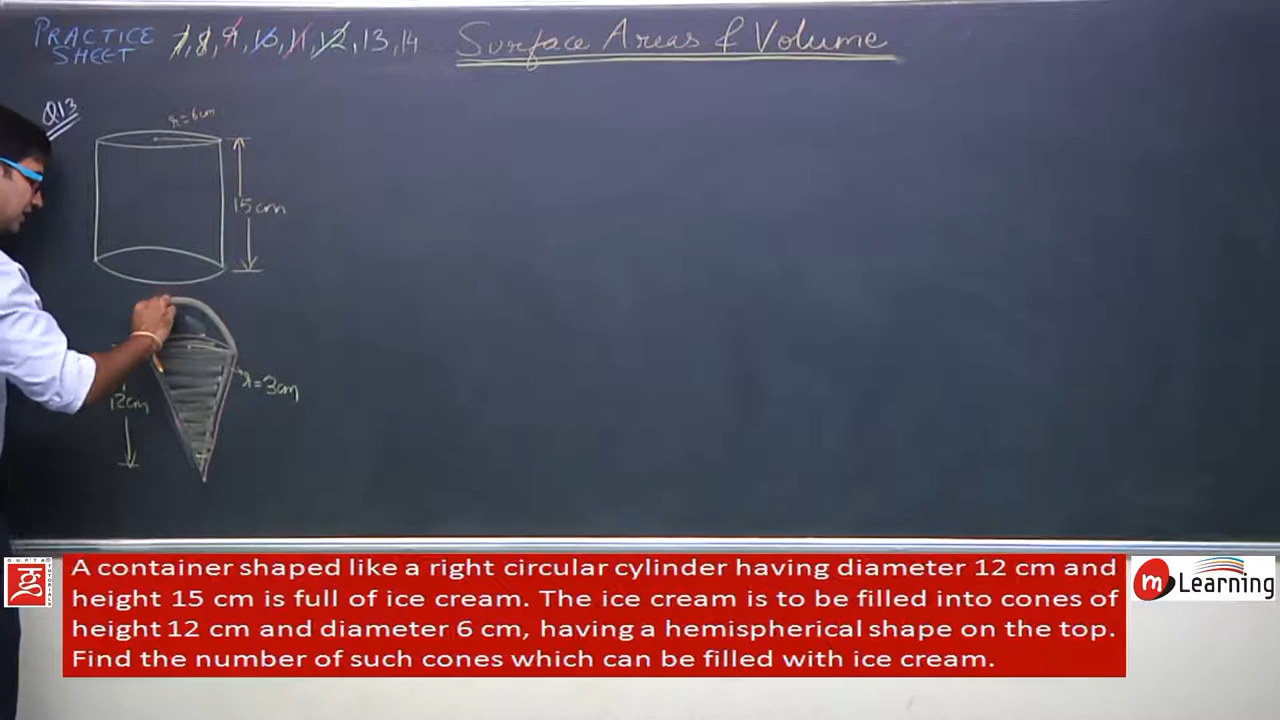 PRACTICE SHEET 7, 8, 9, 10, 11, 12, 13, 14
Surface Areas & Volume
Q13
r=6cm
15cm
r=3cm
12cm
GUPTA
TUTORIALS
A container shaped like a right circular cylinder having diameter 12 cm and
height 15 cm is full of ice cream. The ice cream is to be filled into cones of
height 12 cm and diameter 6 cm, having a hemispherical shape on the top.
Find the number of such cones which can be filled with ice cream.
m Learning